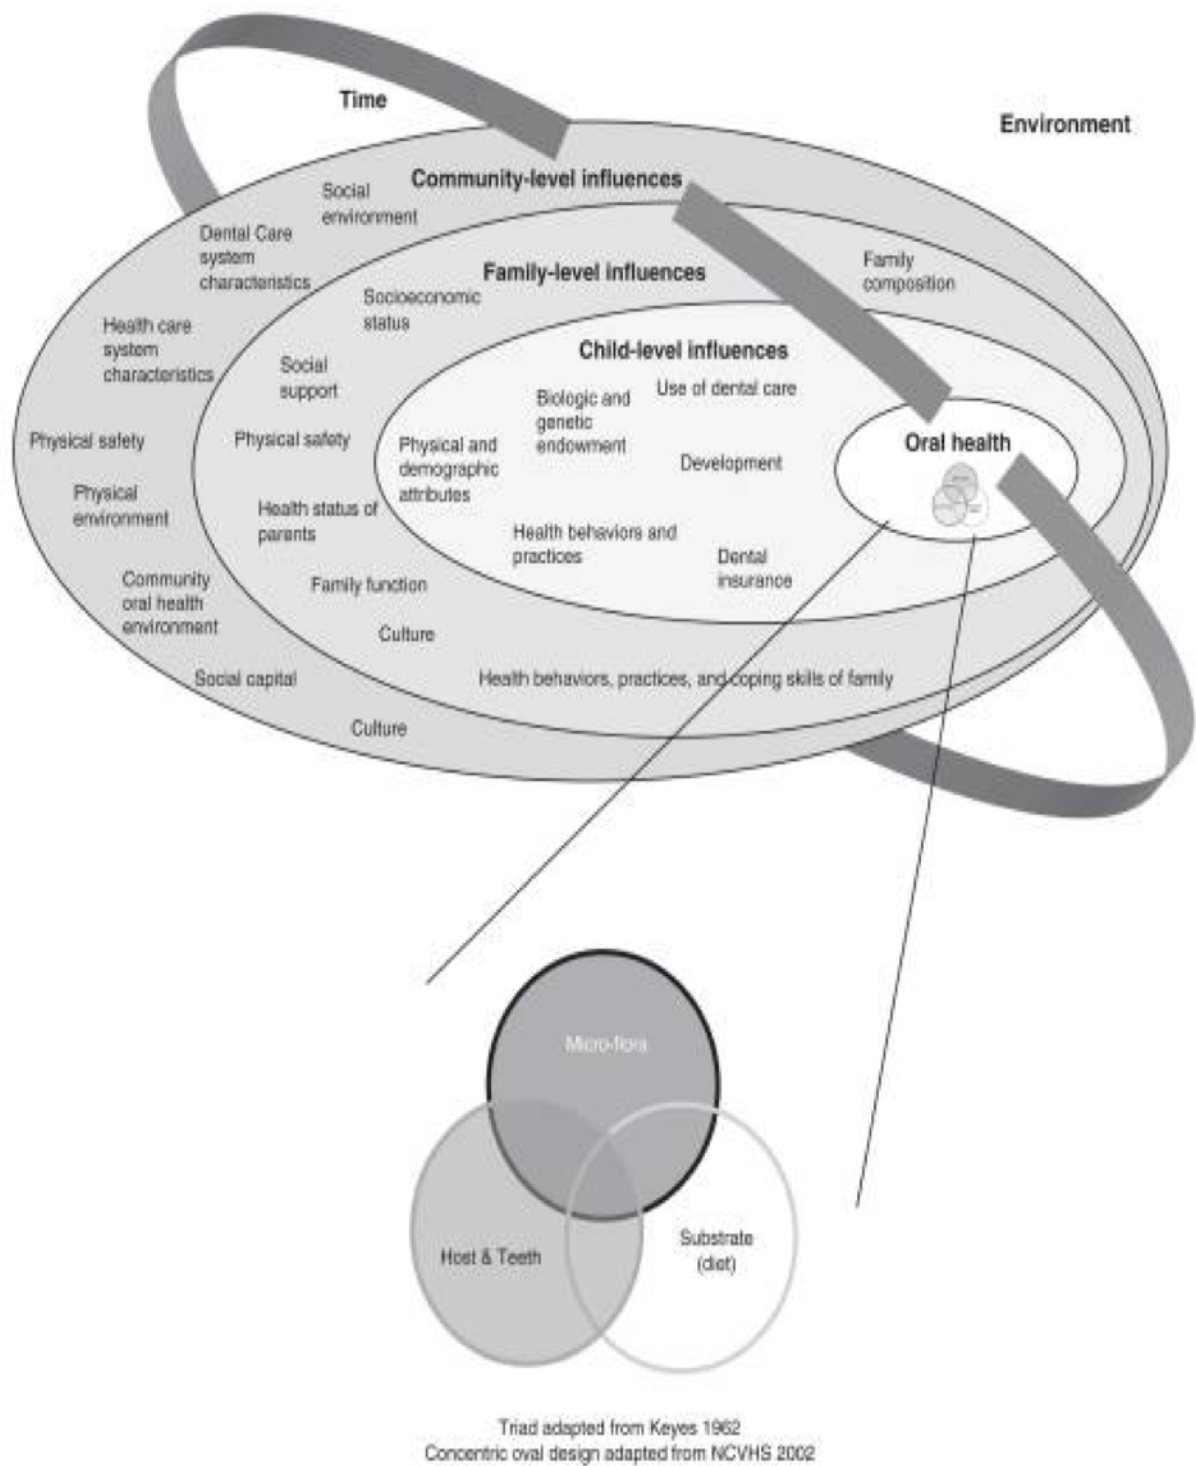 Time
Environment
Community-level influences
Social
environment
Dental Care
system
characteristics
Health care
system
characteristics
Physical safety
Physical
environment
Community
oral health
environment
Social capital
Culture
Family-level influences
Family
composition
Socioeconomic
status
Social
support
Physical safety
Health status of
parents
Family function
Culture
Health behaviors, practices, and coping skills of family
Child-level influences
Use of dental care
Biologic and
genetic
endowment
Physical and
demographic
attributes
Development
Health behaviors and
practices
Dental
insurance
Oral health
Micro-flora
Host & Teeth
Substrate
(diet)
Triad adapted from Keyes 1962
Concentric oval design adapted from NCVHS 2002